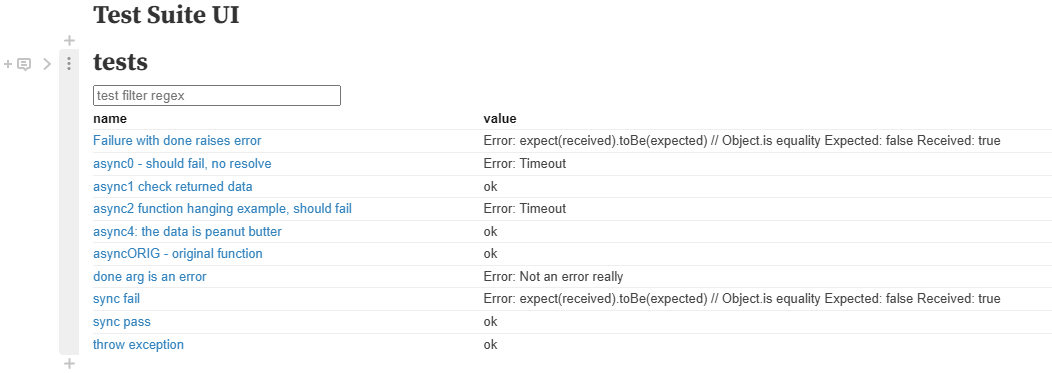 Test Suite UI
tests
test filter regex
name value
Failure with done raises error Error: expect(received).toBe(expected) // Object.is equality Expected: false Received: true
async0 - should fail, no resolve Error: Timeout
async1 check returned data ok
async2 function hanging example, should fail Error: Timeout
async4: the data is peanut butter ok
asyncORIG - original function ok
done arg is an error Error: Not an error really
sync fail Error: expect(received).toBe(expected) // Object.is equality Expected: false Received: true
sync pass ok
throw exception ok